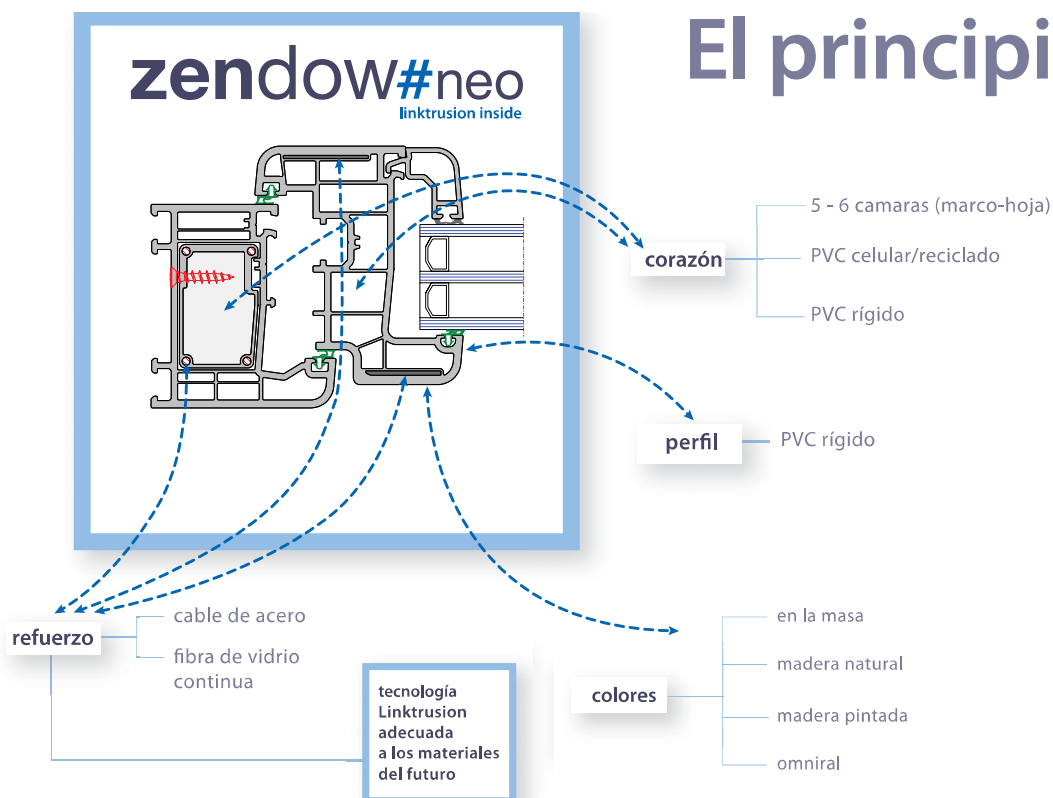 El principi
zendow#neo
linktrusion inside
corazón
5 - 6 camaras (marco-hoja)
PVC celular/reciclado
PVC rígido
perfil
PVC rígido
refuerzo
cable de acero
fibra de vidrio
continua
tecnología
Linktrusion
adecuada
a los materiales
del futuro
colores
en la masa
madera natural
madera pintada
omniral